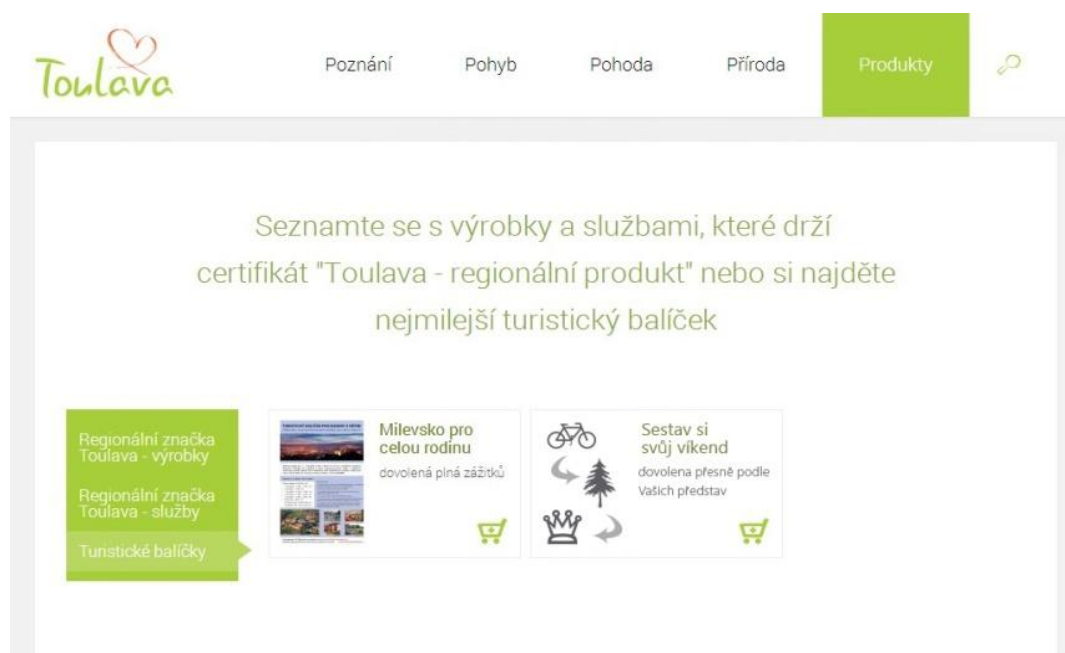 Toulava
Poznání
Pohyb
Pohoda
Příroda
Produkty
Seznamte se s výrobky a službami, které drží
certifikát "Toulava - regionální produkt" nebo si najděte
nejmilejší turistický balíček
Regionální značka
Toulava - výrobky
Regionální značka
Toulava - služby
Turistické balíčky
Milevsko pro
celou rodinu
dovolená plná zážitků
Sestav si
svůj víkend
dovolena přesně podle
Vašich představ